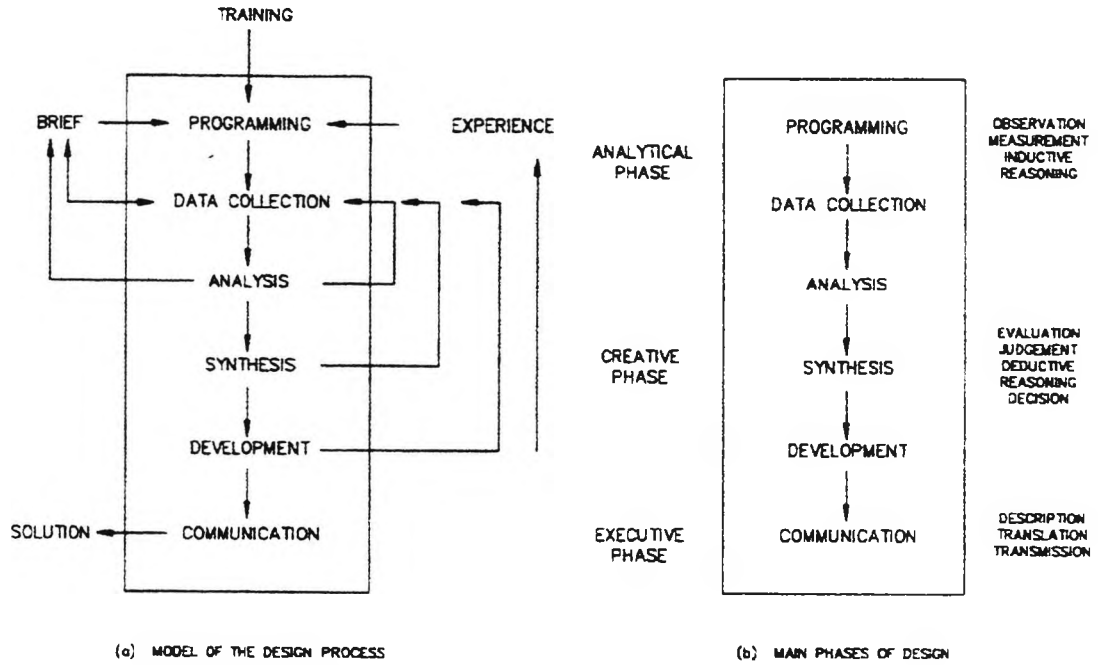 TRAINING
BRIEF
PROGRAMMING
EXPERIENCE
DATA COLLECTION
ANALYSIS
SYNTHESIS
DEVELOPMENT
SOLUTION
COMMUNICATION
(a) MODEL OF THE DESIGN PROCESS
ANALYTICAL
PHASE
CREATIVE
PHASE
EXECUTIVE
PHASE
PROGRAMMING
DATA COLLECTION
ANALYSIS
SYNTHESIS
DEVELOPMENT
COMMUNICATION
OBSERVATION
MEASUREMENT
INDUCTIVE
REASONING
EVALUATION
JUDGEMENT
DEDUCTIVE
REASONING
DECISION
DESCRIPTION
TRANSLATION
TRANSMISSION
(b) MAIN PHASES OF DESIGN